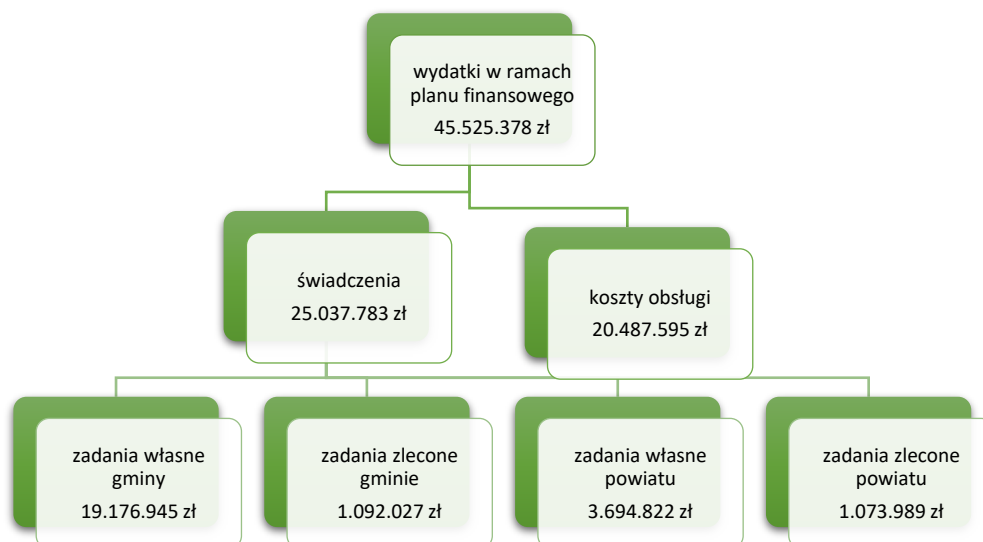 wydatki w ramach
planu finansowego
45.525.378 zł
świadczenia
25.037.783 zł
koszty obsługi
20.487.595 zł
zadania własne
gminy
19.176.945 zł
zadania zlecone
gminie
1.092.027 zł
zadania własne
powiatu
3.694.822 zł
zadania zlecone
powiatu
1.073.989 zł